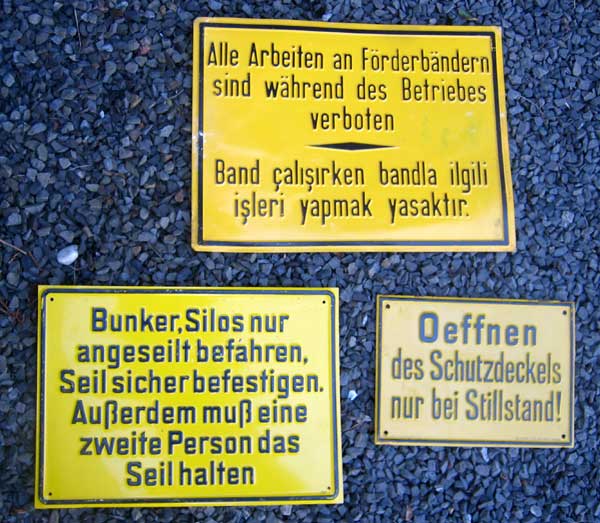 Alle Arbeiten an Förderbändern
sind während des Betriebes
verboten
Band çalışırken bandla ilgili
işleri yapmak yasaktır.
Bunker, Silos nur
angeseilt befahren,
Seil sicher befestigen.
Außerdem muß eine
zweite Person das
Seil halten
Oeffnen
des Schutzdeckels
nur bei Stillstand!